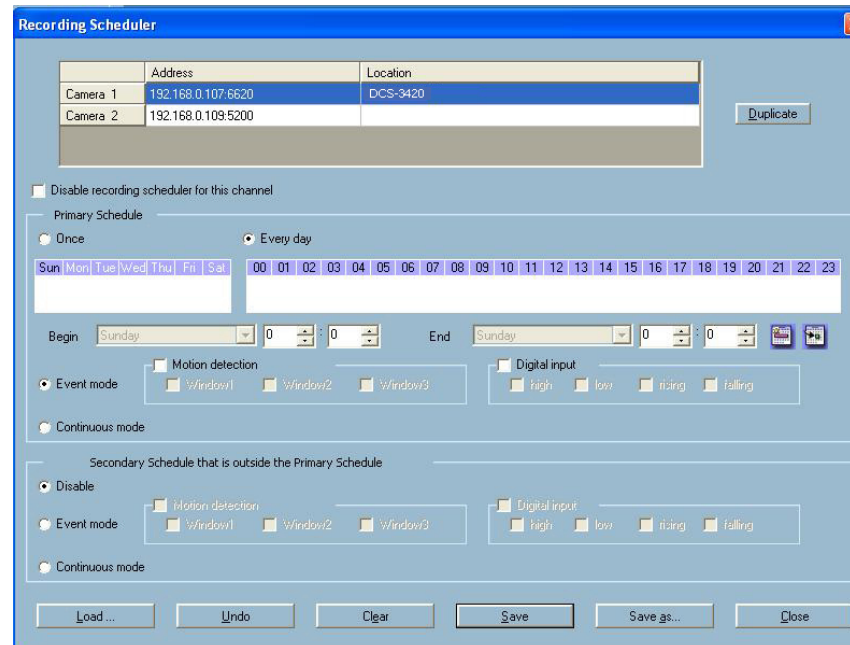 Recording Scheduler
Address Location
Camera 1 192.168.0.107:6620 DCS-3420
Camera 2 192.168.0.109:5200
Duplicate
Disable recording scheduler for this channel
Primary Schedule
Once Every day
Sun Mon Tue Wed Thu Fri Sat 00 01 02 03 04 05 06 07 08 09 10 11 12 13 14 15 16 17 18 19 20 21 22 23
Begin Sunday 0 : 0 End Sunday 0 : 0
Motion detection Digital input
Event mode Window1 Window2 Window3 high low rising falling
Continuous mode
Secondary Schedule that is outside the Primary Schedule
Disable
Motion detection Digital input
Event mode Window1 Window2 Window3 high low rising falling
Continuous mode
Load ... Undo Clear Save Save as... Close